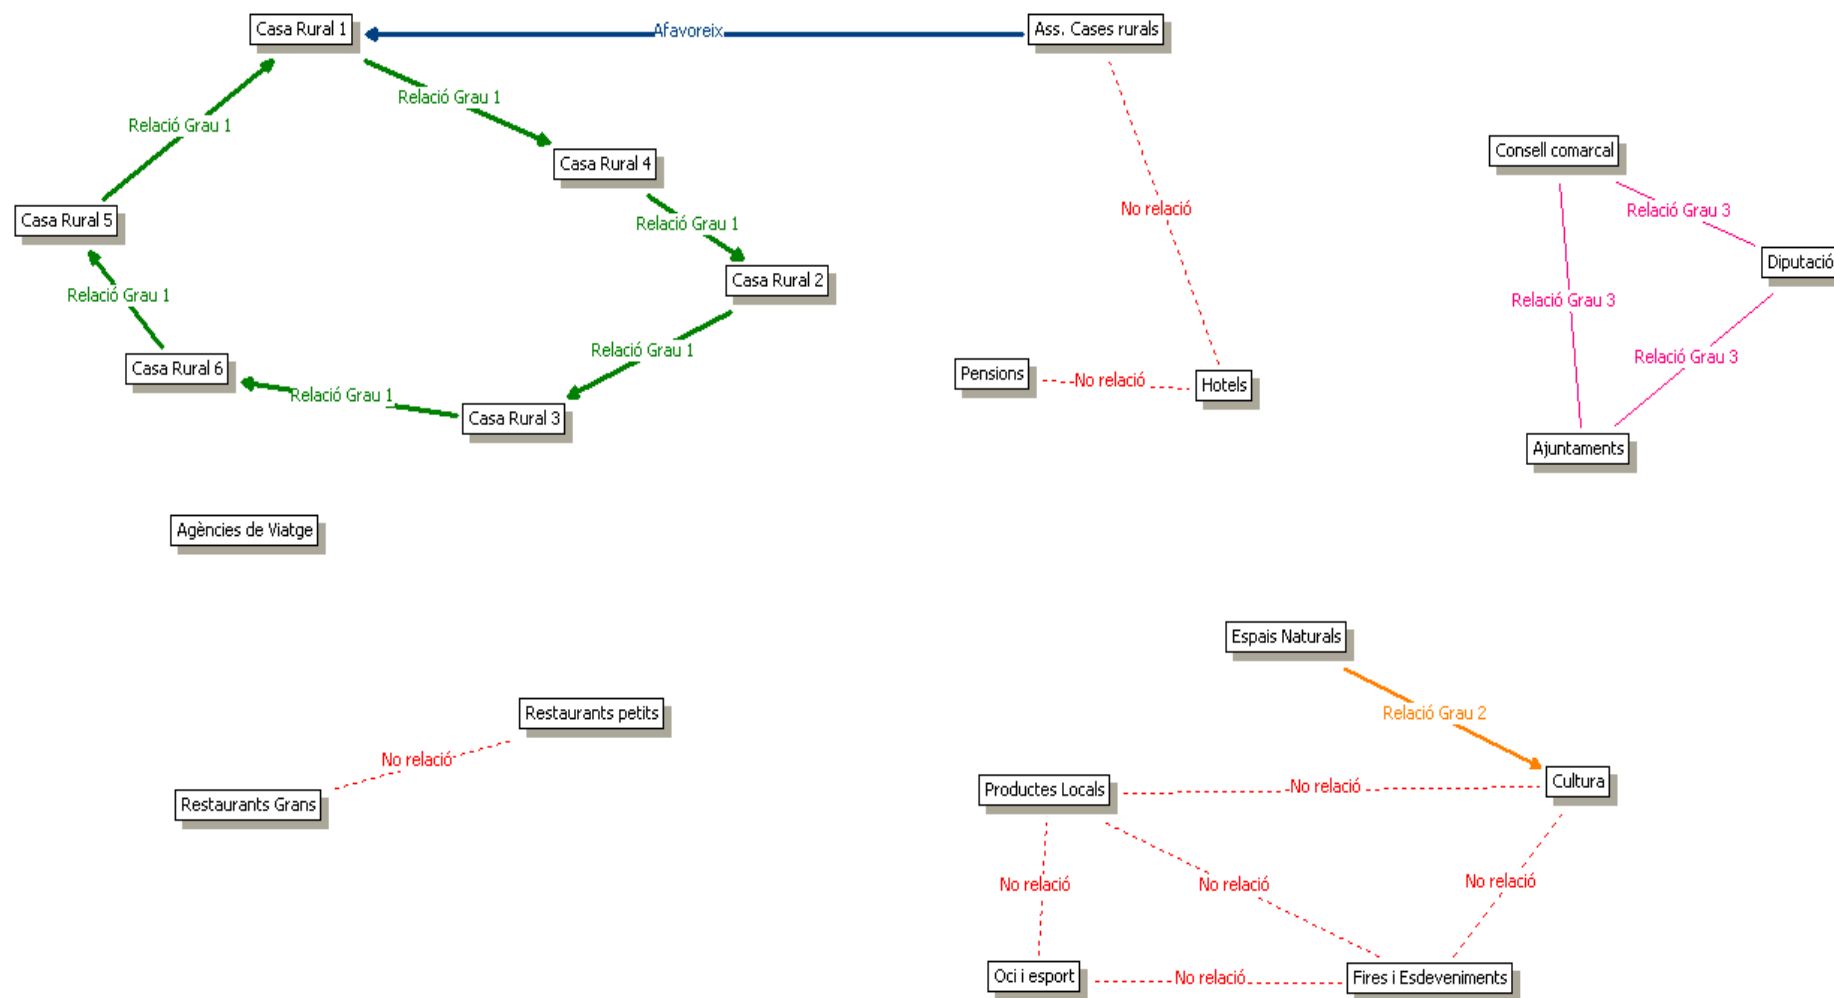 Casa Rural 1
Afavoreix
Ass. Cases rurals
Relació Grau 1
Relació Grau 1
Consell comarcal
Casa Rural 4
Casa Rural 5
Relació Grau 1
No relació
Relació Grau 3
Diputació
Casa Rural 2
Relació Grau 1
Relació Grau 3
Relació Grau 1
Relació Grau 3
Casa Rural 6
Pensions
No relació
Hotels
Relació Grau 1
Casa Rural 3
Ajuntaments
Agències de Viatge
Espais Naturals
Restaurants petits
Relació Grau 2
No relació
Restaurants Grans
Productes Locals
No relació
Cultura
No relació
No relació
No relació
Oci i esport
No relació
Fires i Esdeveniments